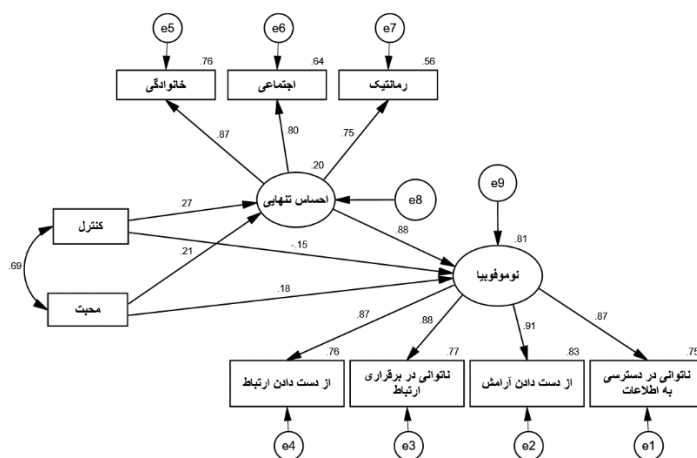 e5
e6
e7
.76
.64
.56
خانوادگی
اجتماعی
رمانتیک
.87
.80
.75
.20
احساس تنهایی
e8
e9
کنترل
.27
.88
.81
-.15
نوموفوبیا
.69
.21
محبت
.18
.87
.88
.91
.87
.76
.77
.83
.75
از دست دادن ارتباط
ناتوانی در برقراری
ارتباط
از دست دادن آرامش
ناتوانی در دسترسی
به اطلاعات
e4
e3
e2
e1